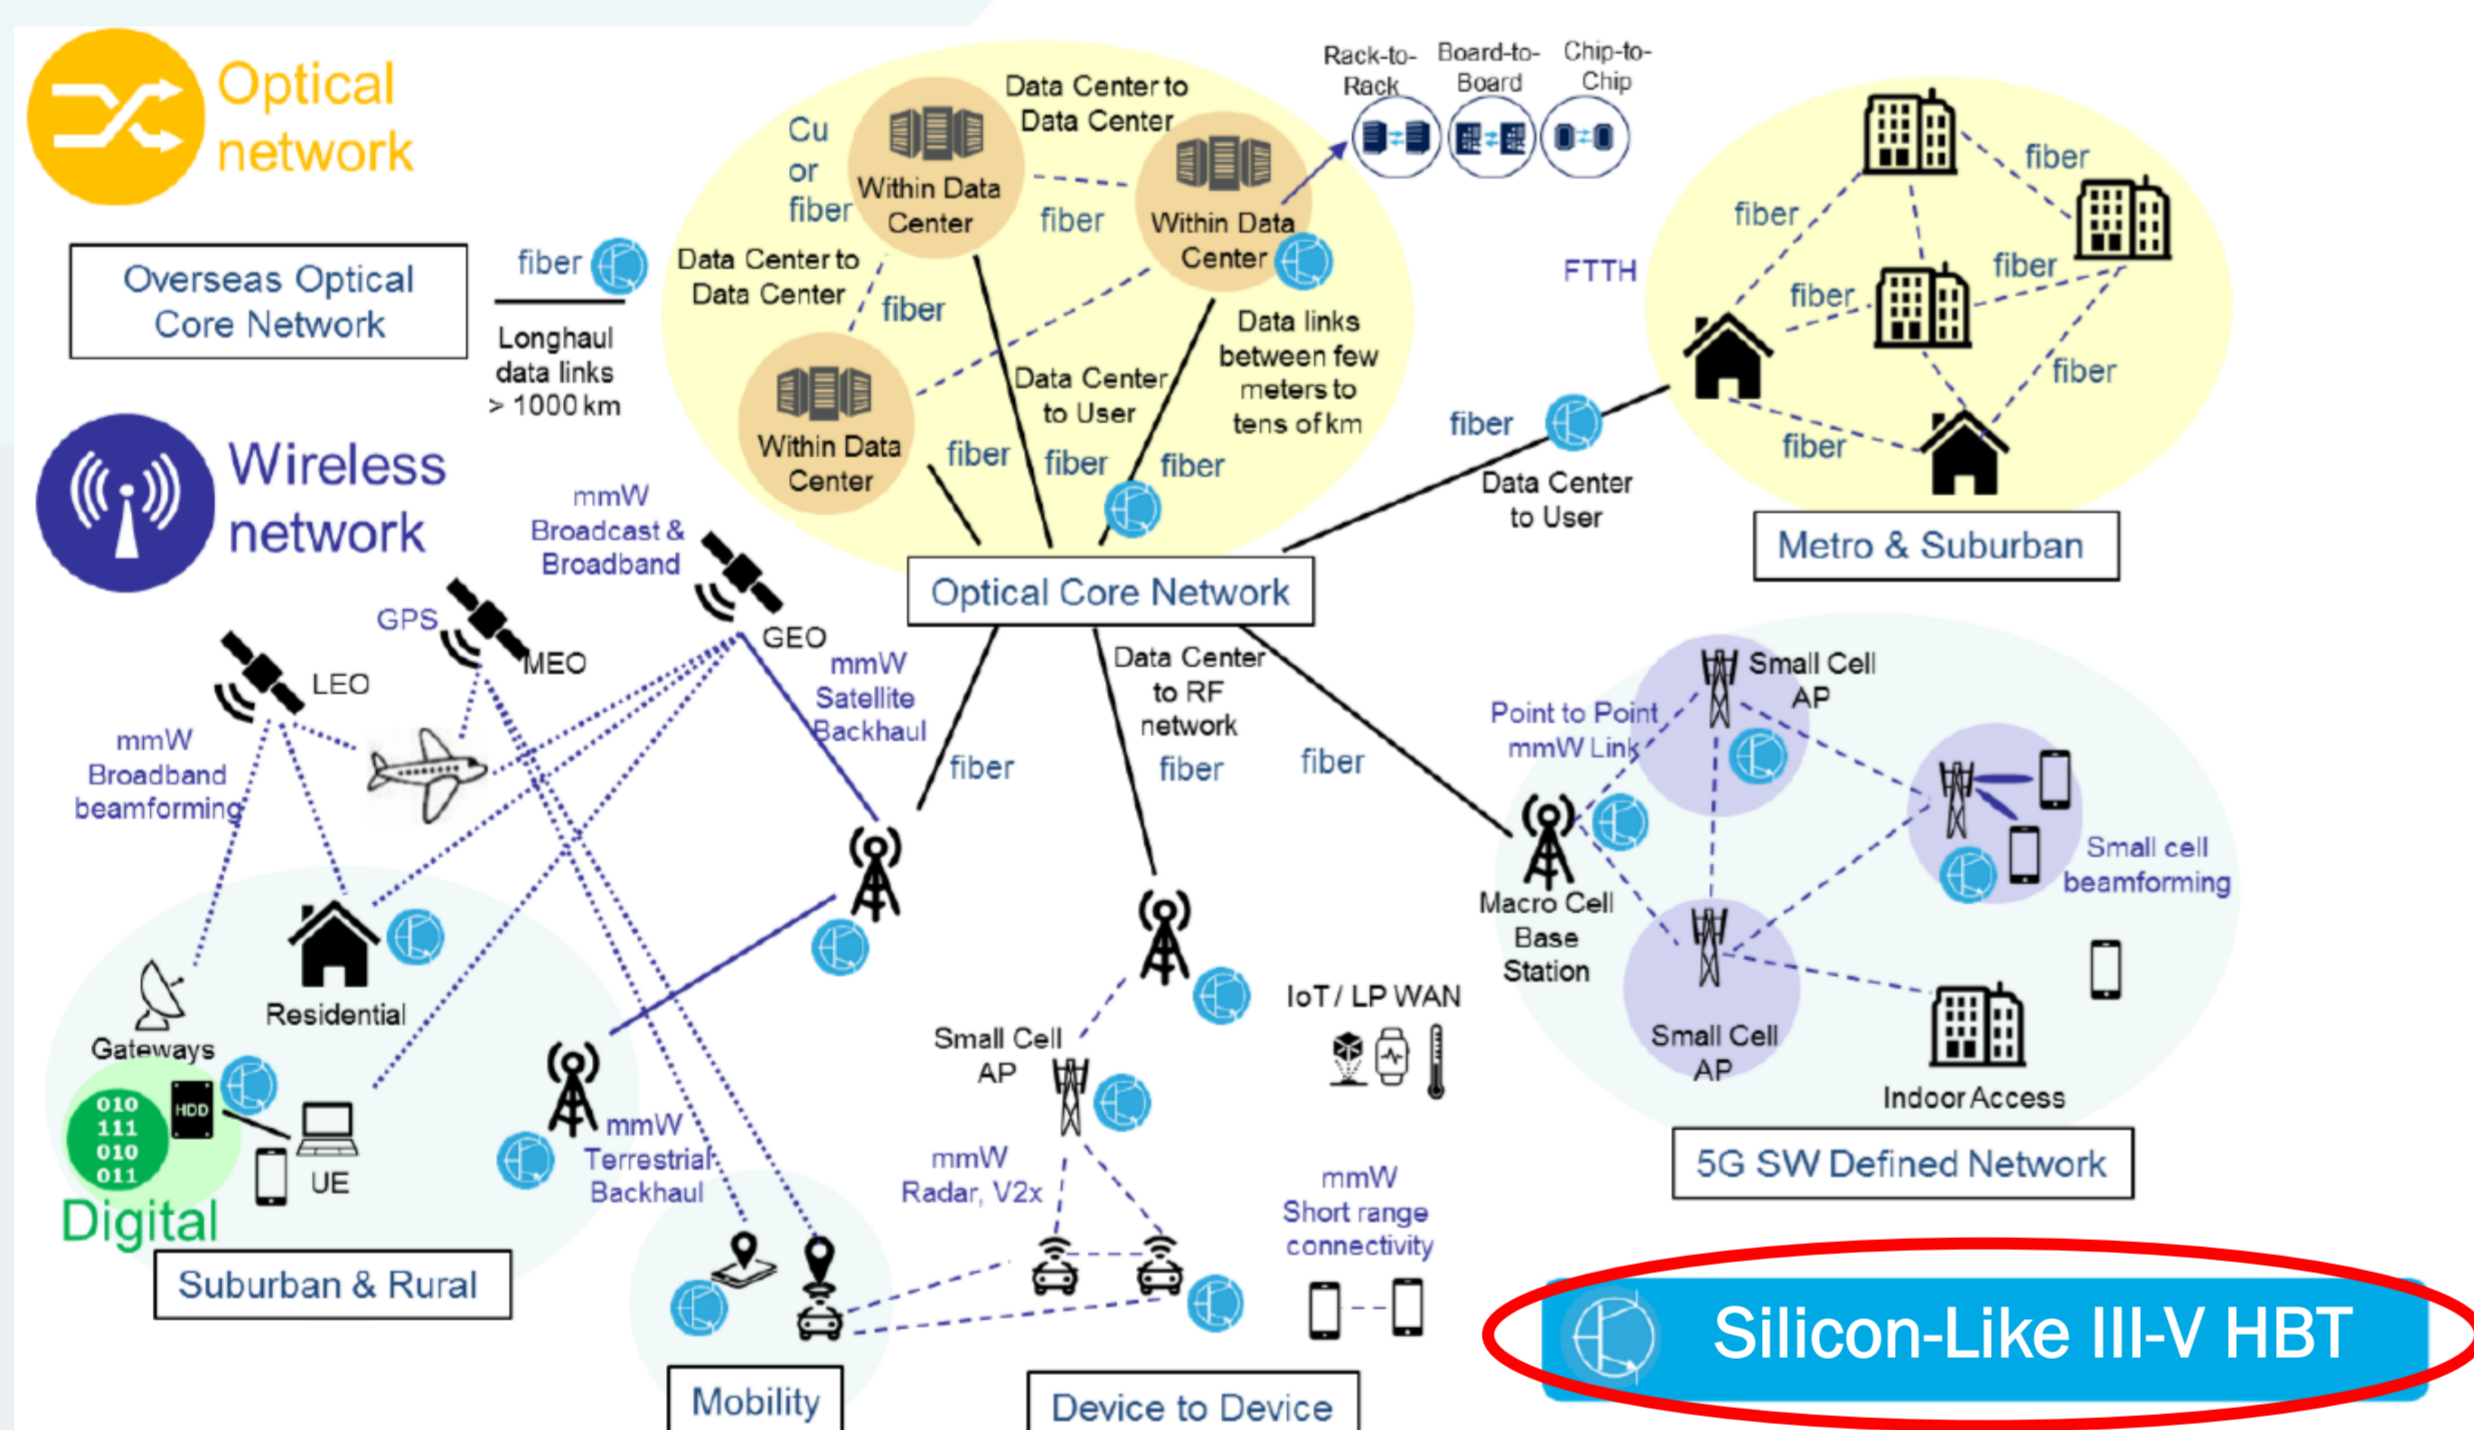 Optical
network
Overseas Optical
Core Network
fiber
Longhaul
data links
> 1000 km
Wireless
network
Cu
or
fiber
Within Data
Center
Data Center to
Data Center
fiber
Within Data
Center
Rack-to-
Rack
Board-to-
Board
Chip-to-
Chip
Data Center to
Data Center
fiber
Within Data
Center
Data Center
to User
Data links
between few
meters to
tens of km
fiber
fiber
fiber
Optical Core Network
fiber
Data Center
to User
FTTH
fiber
fiber
fiber
fiber
fiber
fiber
Metro & Suburban
mmW
Broadcast &
Broadband
GPS
LEO
MEO
GEO
mmW
Satellite
Backhaul
mmW
Broadband
beamforming
fiber
Data Center
to RF
network
fiber
fiber
Residential
Gateways
010
111
010
011
HDD
Digital
UE
Suburban & Rural
mmW
Terrestrial
Backhaul
Mobility
Small Cell
AP
mmW
Radar, V2x
IoT / LP WAN
mmW
Short range
connectivity
Device to Device
Point to Point
mmW Link
Small Cell
AP
Macro Cell
Base
Station
Small cell
beamforming
Small Cell
AP
Indoor Access
5G SW Defined Network
Silicon-Like III-V HBT